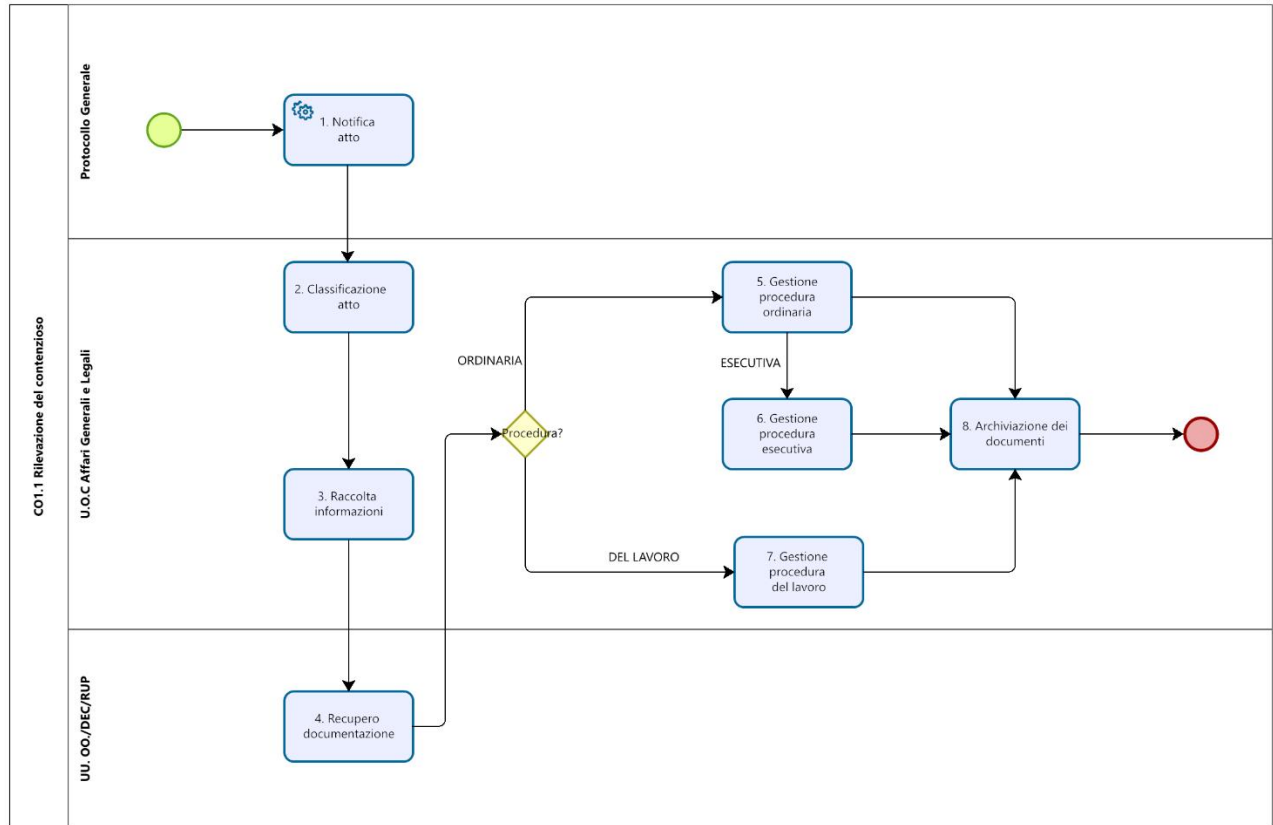 CO1.1 Rilevazione del contenzioso
Protocollo Generale
1. Notifica
atto
U.O.C Affari Generali e Legali
2. Classificazione
atto
3. Raccolta
informazioni
ORDINARIA
Procedura?
DEL LAVORO
5. Gestione
procedura
ordinaria
ESECUTIVA
6. Gestione
procedura
esecutiva
7. Gestione
procedura
del lavoro
8. Archiviazione dei
documenti
UU. OO./DEC/RUP
4. Recupero
documentazione